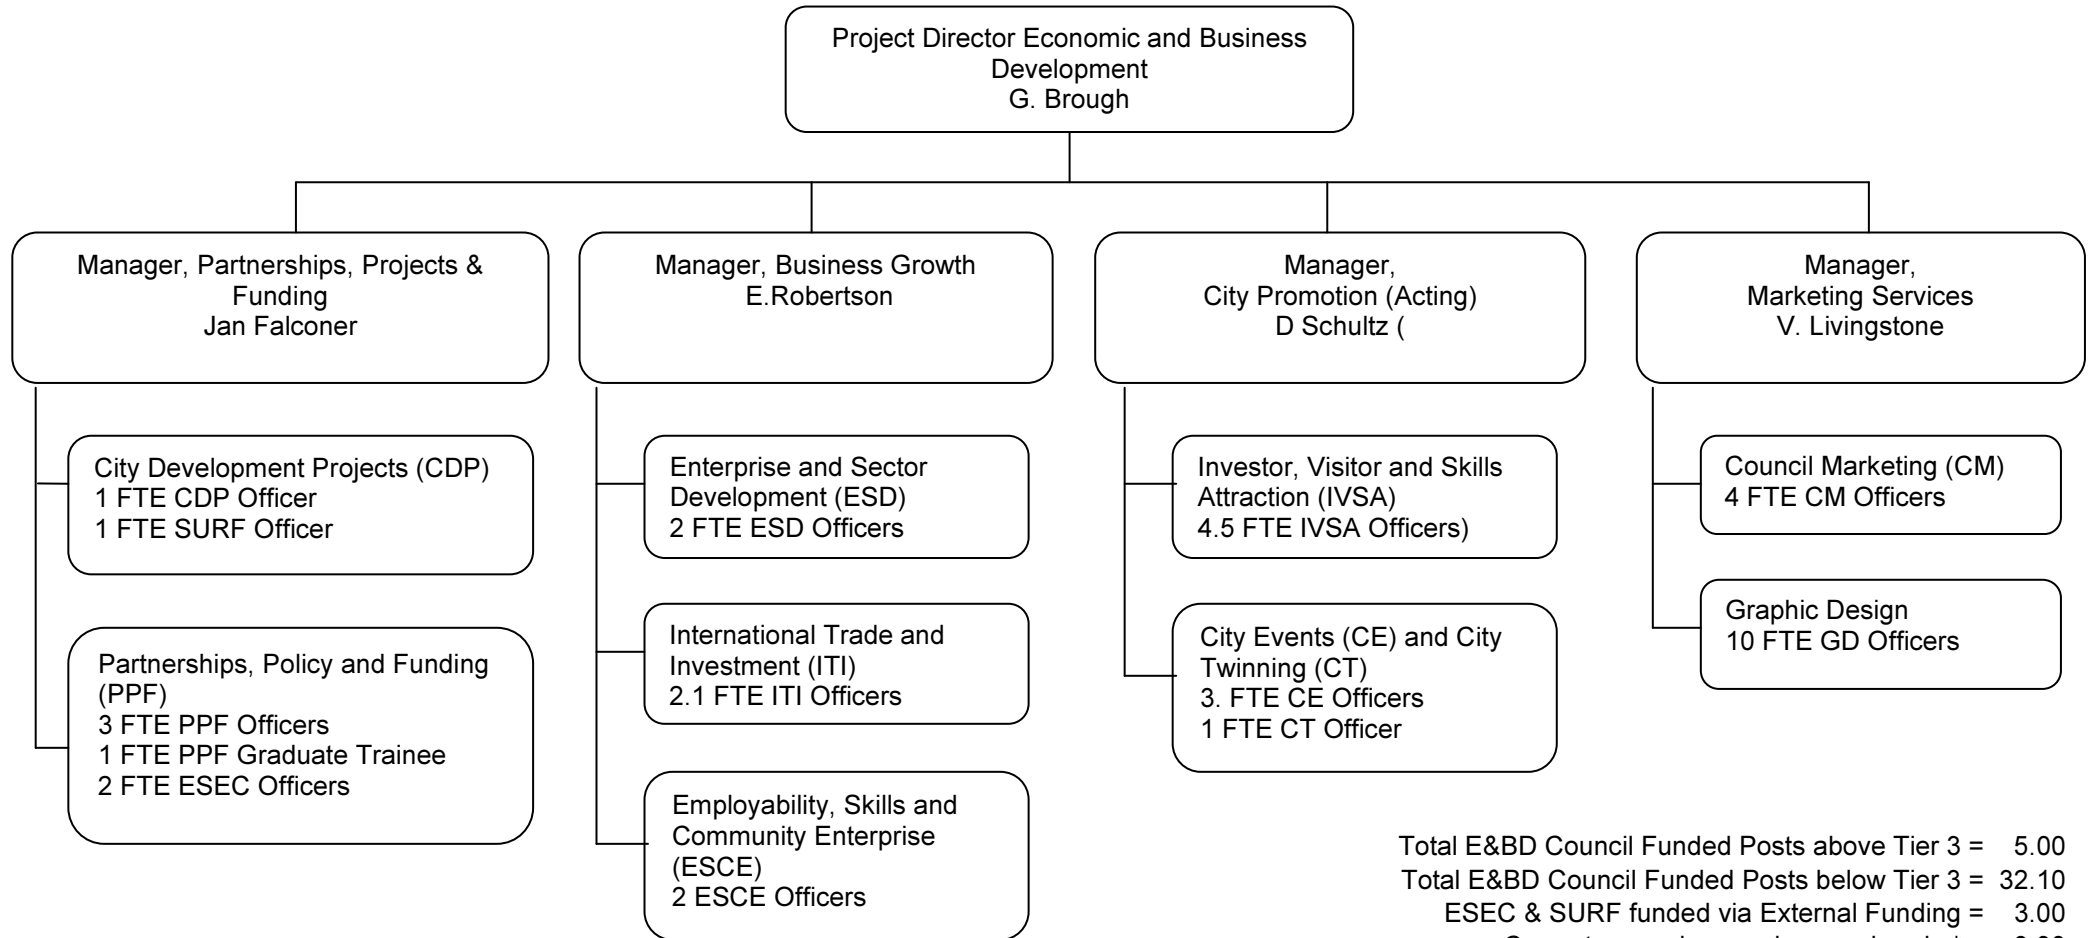 Project Director Economic and Business
Development
G. Brough
Manager, Partnerships, Projects &
Funding
Jan Falconer
Manager, Business Growth
E.Robertson
Manager,
City Promotion (Acting)
D Schultz (
Manager,
Marketing Services
V. Livingstone
City Development Projects (CDP)
1 FTE CDP Officer
1 FTE SURF Officer
Partnerships, Policy and Funding
(PPF)
3 FTE PPF Officers
1 FTE PPF Graduate Trainee
2 FTE ESEC Officers
Enterprise and Sector
Development (ESD)
2 FTE ESD Officers
International Trade and
Investment (ITI)
2.1 FTE ITI Officers
Employability, Skills and
Community Enterprise
(ESCE)
2 ESCE Officers
Investor, Visitor and Skills
Attraction (IVSA)
4.5 FTE IVSA Officers)
City Events (CE) and City
Twinning (CT)
3. FTE CE Officers
1 FTE CT Officer
Council Marketing (CM)
4 FTE CM Officers
Graphic Design
10 FTE GD Officers
Total E&BD Council Funded Posts above Tier 3 = 5.00
Total E&BD Council Funded Posts below Tier 3 = 32.10
ESEC & SURF funded via External Funding = 3.00